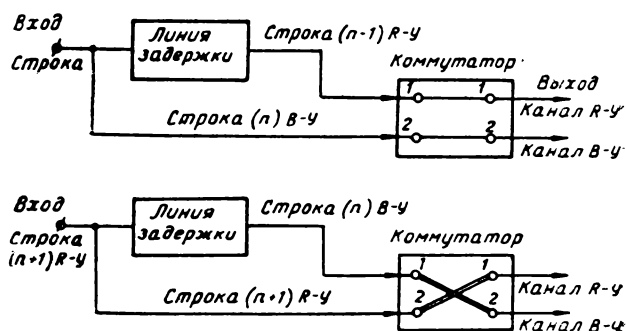 Вход
Строка
Линия
задержки
Строка (n-1) R-У
Коммутатор
1 1
Выход
Канал R-У
Строка (n) B-У
2 2
Канал B-У
Вход
Строка
(n+1) R-У
Линия
задержки
Строка (n) B-У
Коммутатор
1 1
Канал R-У
Строка (n+1) R-У
2 2
Канал B-У